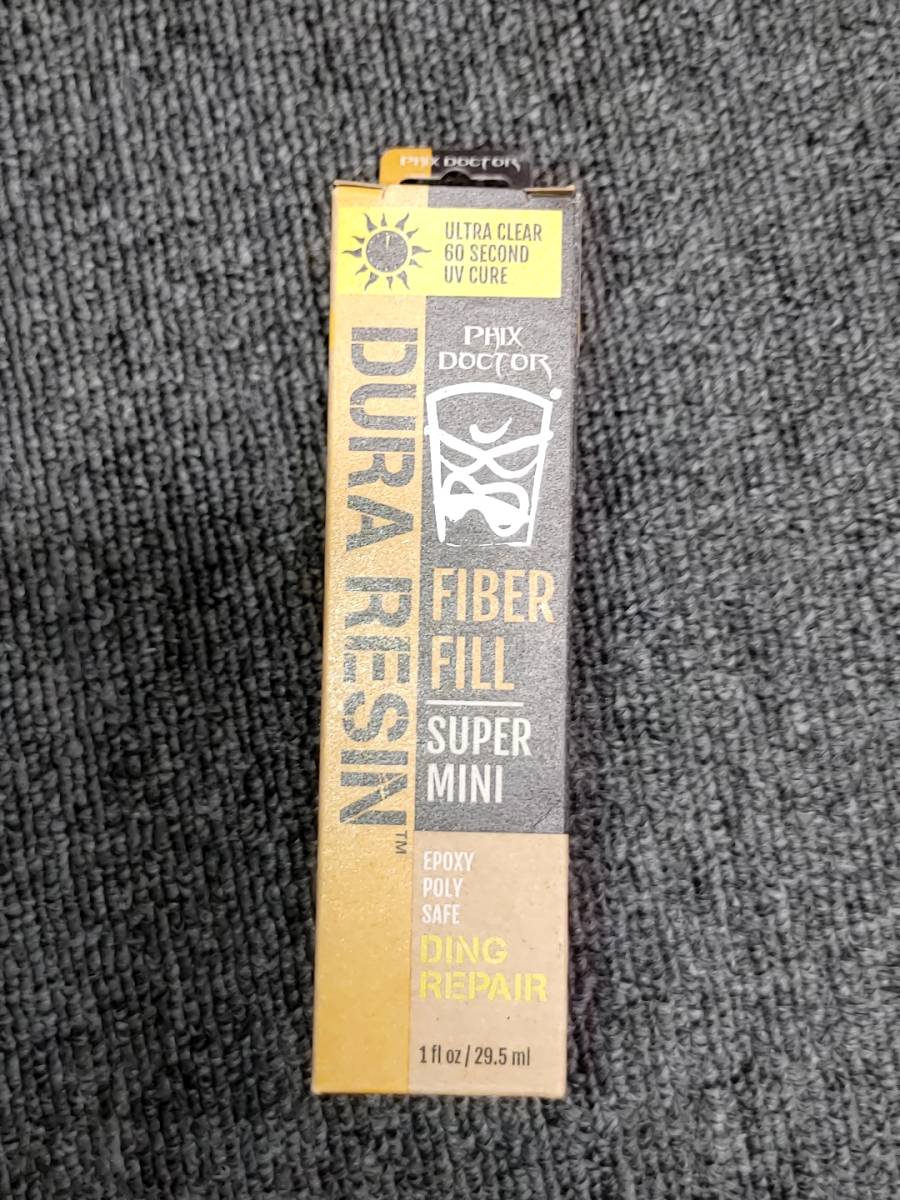 PHIX DOCTOR
ULTRA CLEAR
60 SECOND
UV CURE
PHIX
DOCTOR
DURA RESIN™
FIBER
FILL
SUPER
MINI
EPOXY
POLY
SAFE
DING
REPAIR
1 fl oz / 29.5 ml